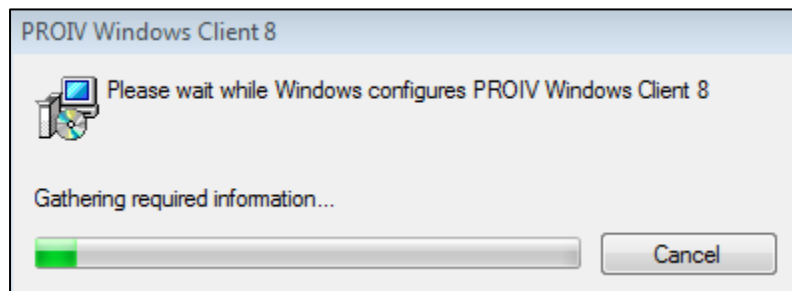 PROIV Windows Client 8
Please wait while Windows configures PROIV Windows Client 8
Gathering required information...
Cancel